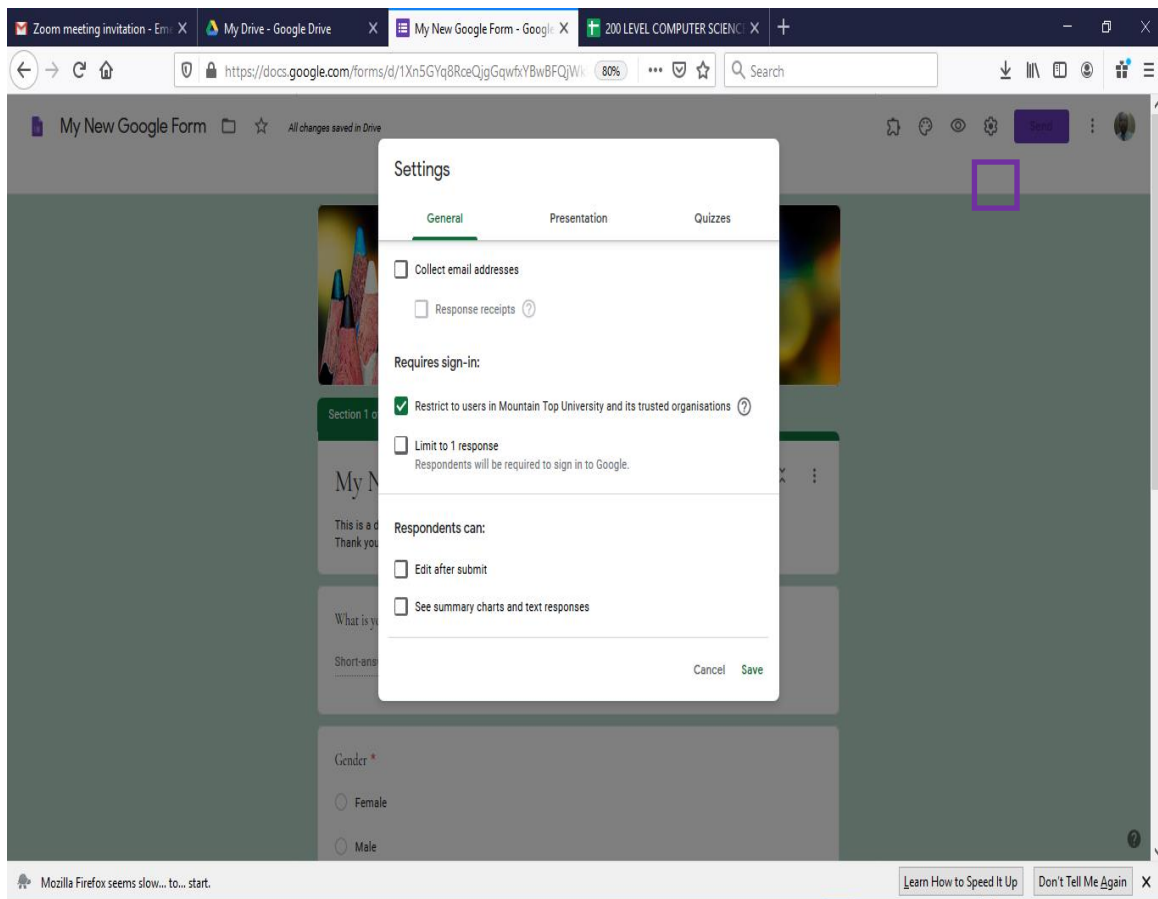 Zoom meeting invitation - Em
My Drive - Google Drive
My New Google Form - Google
200 LEVEL COMPUTER SCIENC
https://docs.google.com/forms/d/1Xn5GYq8RceQjgGqwfxYBwBFQjWk
80%
Search
My New Google Form
All changes saved in Drive
Send
Settings
General
Presentation
Quizzes
Collect email addresses
Response receipts
Requires sign-in:
Section 1 o
Restrict to users in Mountain Top University and its trusted organisations
Limit to 1 response
Respondents will be required to sign in to Google.
My N
This is a d
Thank you
Respondents can:
Edit after submit
See summary charts and text responses
What is yo
Short-ans
Cancel
Save
Gender *
Female
Male
Mozilla Firefox seems slow... to... start.
Learn How to Speed It Up
Don't Tell Me Again